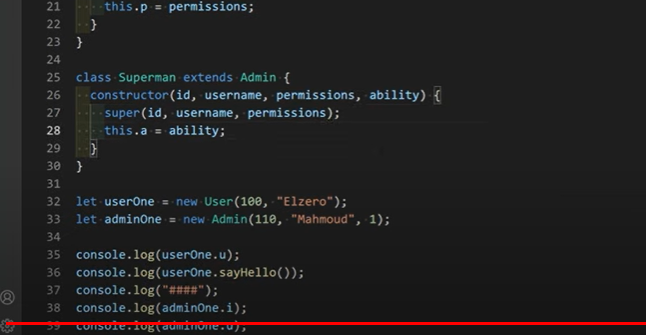 21 this.p = permissions;
22 }
23 }
24
25 class Superman extends Admin {
26 constructor(id, username, permissions, ability) {
27 super(id, username, permissions);
28 this.a = ability;
29 }
30 }
31
32 let userOne = new User(100, "Elzero");
33 let adminOne = new Admin(110, "Mahmoud", 1);
34
35 console.log(userOne.u);
36 console.log(userOne.sayHello());
37 console.log("####");
38 console.log(adminOne.i);
39 console.log(adminOne.u);